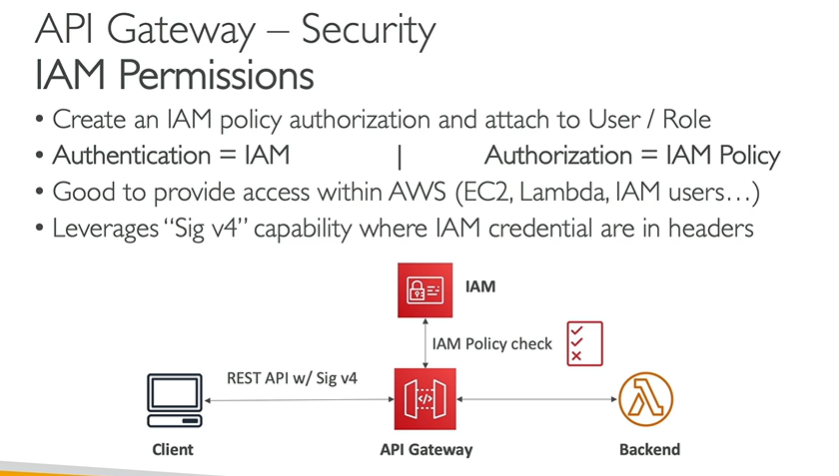 API Gateway – Security
IAM Permissions
• Create an IAM policy authorization and attach to User / Role
• Authentication = IAM | Authorization = IAM Policy
• Good to provide access within AWS (EC2, Lambda, IAM users…)
• Leverages “Sig v4” capability where IAM credential are in headers
IAM
IAM Policy check
REST API w/ Sig v4
</>
Client
API Gateway
Backend